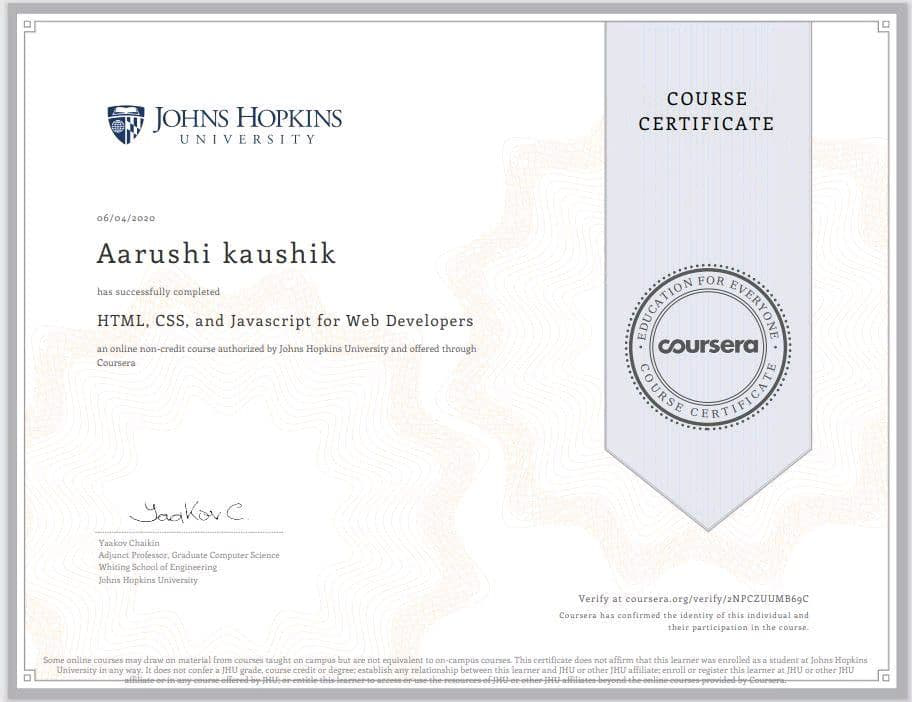 COURSE
CERTIFICATE
JOHNS HOPKINS
UNIVERSITY
06/04/2020
Aarushi kaushik
has successfully completed
HTML, CSS, and Javascript for Web Developers
an online non-credit course authorized by Johns Hopkins University and offered through
Coursera
EDUCATION FOR EVERYONE
coursera
COURSE CERTIFICATE
Yaakov C
Yaakov Chaikin
Adjunct Professor, Graduate Computer Science
Whiting School of Engineering
Johns Hopkins University
Verify at coursera.org/verify/2NPCZUUMB69C
Coursera has confirmed the identity of this individual and
their participation in the course.
Some online courses may draw on material from courses taught on campus but are not equivalent to on-campus courses. This certificate does not affirm that this learner was enrolled as a student at Johns Hopkins
University in any way. It does not confer a JHU grade, course credit or degree; establish any relationship between this learner and JHU or other JHU affiliate; enroll or register this learner at JHU or other JHU
affiliate or in any course offered by JHU; or entitle this learner to access or use the resources of JHU or other JHU affiliates beyond the online courses provided by Coursera.